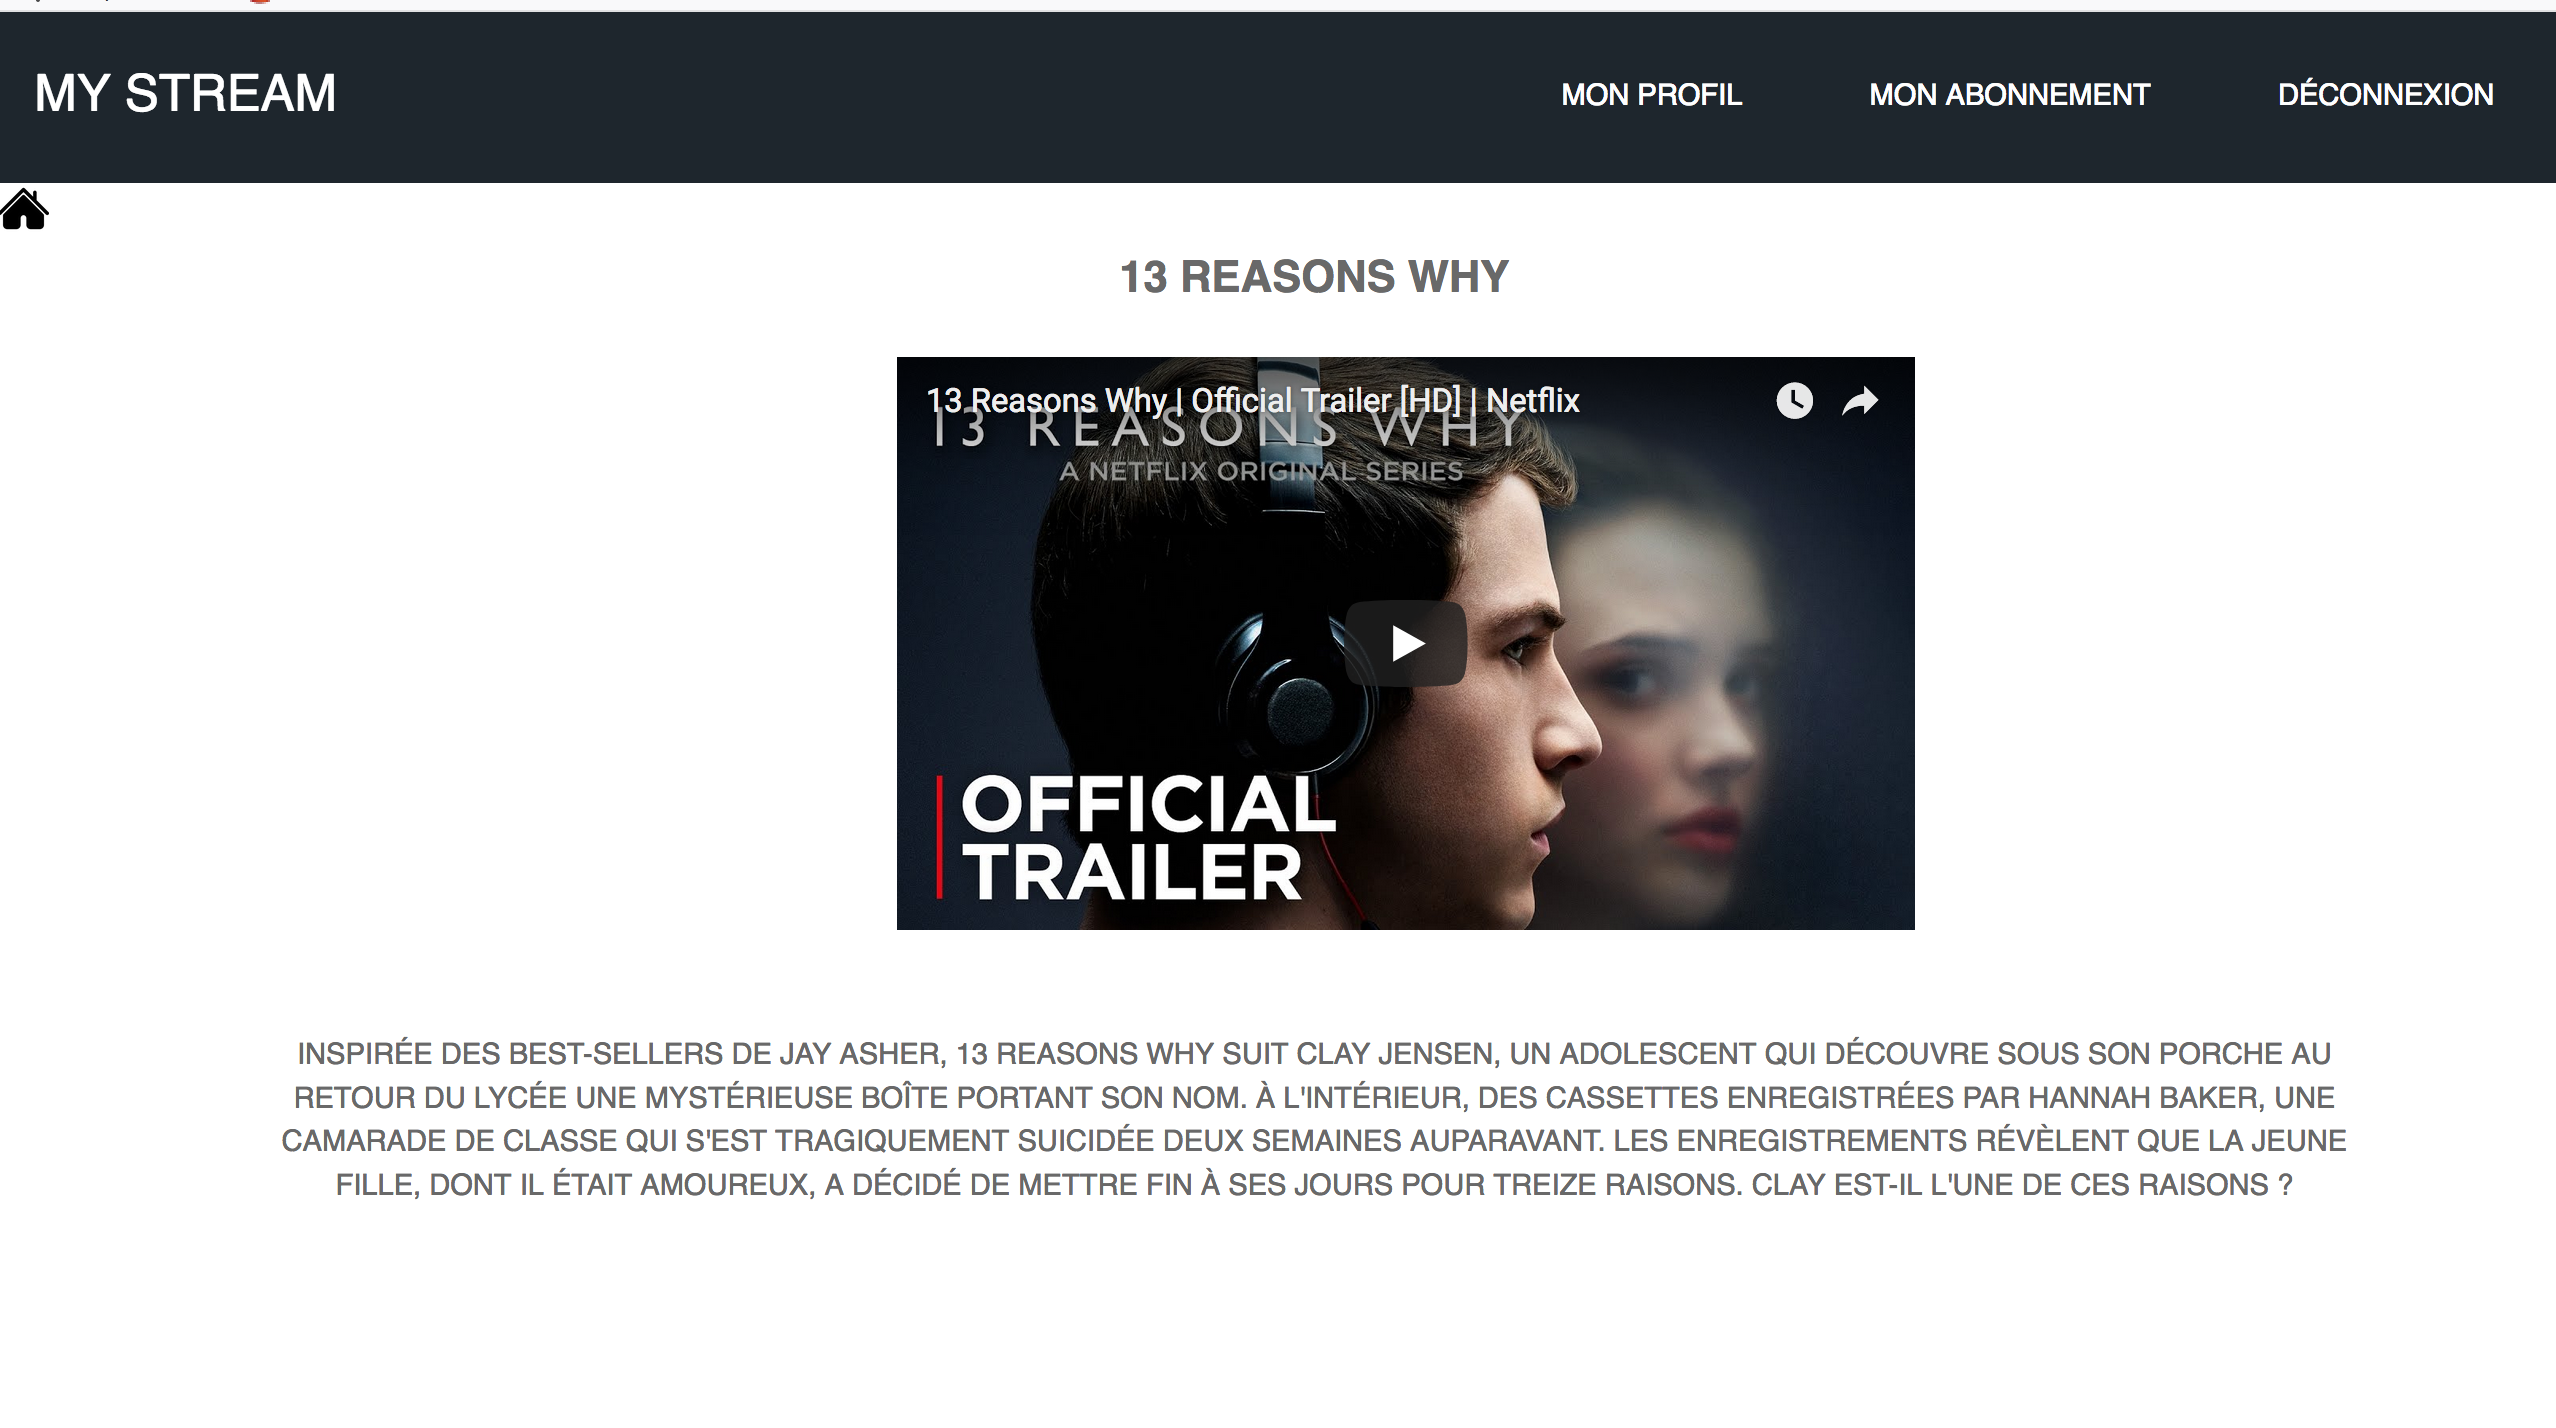 MY STREAM
MON PROFIL
MON ABONNEMENT
DÉCONNEXION
13 REASONS WHY
13 Reasons Why | Official Trailer [HD] | Netflix
13 REASONS WHY
A NETFLIX ORIGINAL SERIES
OFFICIAL
TRAILER
INSPIRÉE DES BEST-SELLERS DE JAY ASHER, 13 REASONS WHY SUIT CLAY JENSEN, UN ADOLESCENT QUI DÉCOUVRE SOUS SON PORCHE AU
RETOUR DU LYCÉE UNE MYSTÉRIEUSE BOÎTE PORTANT SON NOM. À L'INTÉRIEUR, DES CASSETTES ENREGISTRÉES PAR HANNAH BAKER, UNE
CAMARADE DE CLASSE QUI S'EST TRAGIQUEMENT SUICIDÉE DEUX SEMAINES AUPARAVANT. LES ENREGISTREMENTS RÉVÈLENT QUE LA JEUNE
FILLE, DONT IL ÉTAIT AMOUREUX, A DÉCIDÉ DE METTRE FIN À SES JOURS POUR TREIZE RAISONS. CLAY EST-IL L'UNE DE CES RAISONS ?